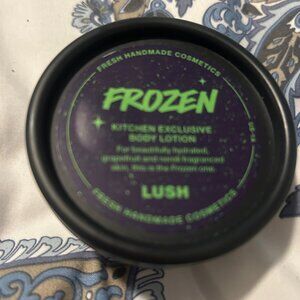 FRESH HANDMADE COSMETICS
FROZEN
KITCHEN EXCLUSIVE
BODY LOTION
For beautifully hydrated,
grapefruit and neroli fragranced
skin, this is the Frozen one.
LUSH
FRESH HANDMADE COSMETICS